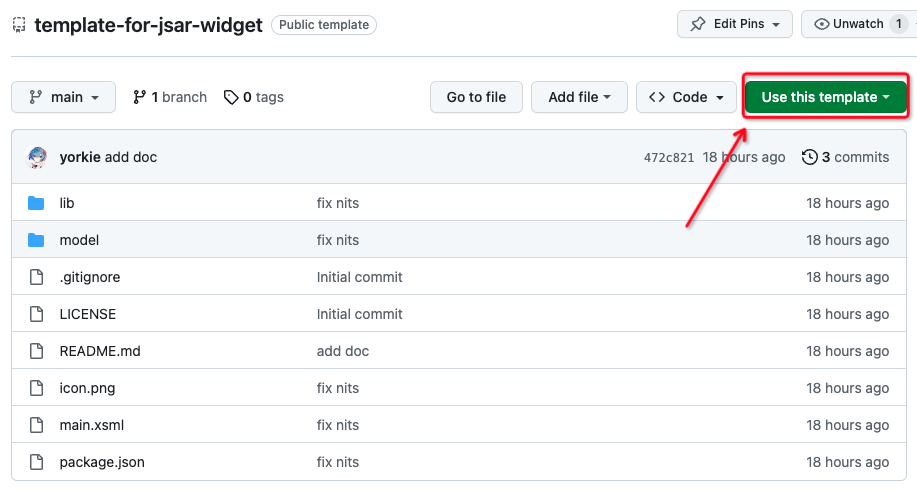 template-for-jsar-widget Public template Edit Pins Unwatch 1
main 1 branch 0 tags Go to file Add file Code Use this template
yorkie add doc 472c821 18 hours ago 3 commits
lib fix nits 18 hours ago
model fix nits 18 hours ago
.gitignore Initial commit 18 hours ago
LICENSE Initial commit 18 hours ago
README.md add doc 18 hours ago
icon.png fix nits 18 hours ago
main.xsml fix nits 18 hours ago
package.json fix nits 18 hours ago